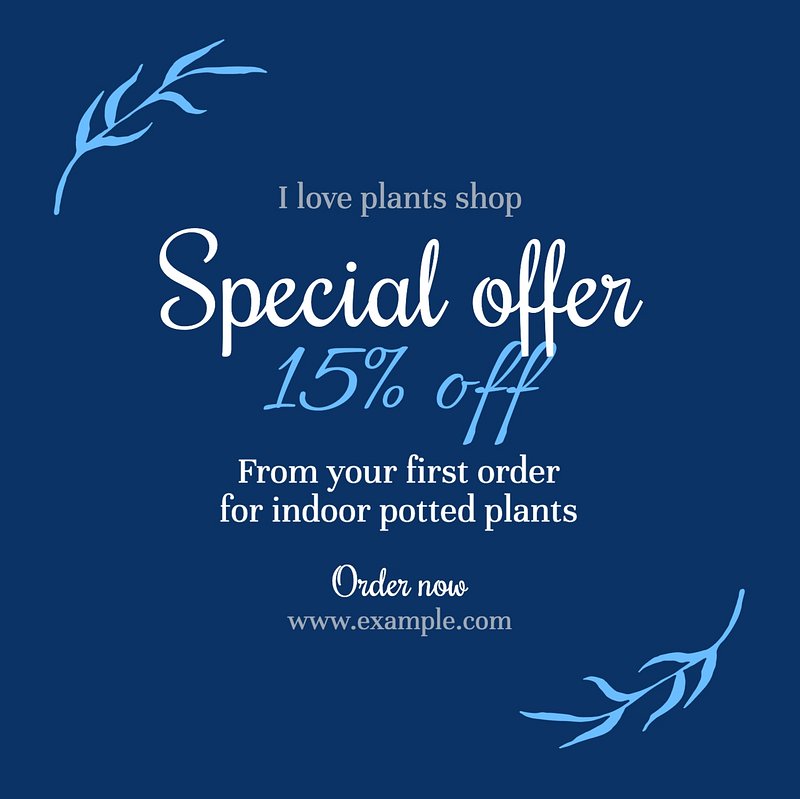 I love plants shop
Special offer
15% off
From your first order
for indoor potted plants
Order now
www.example.com